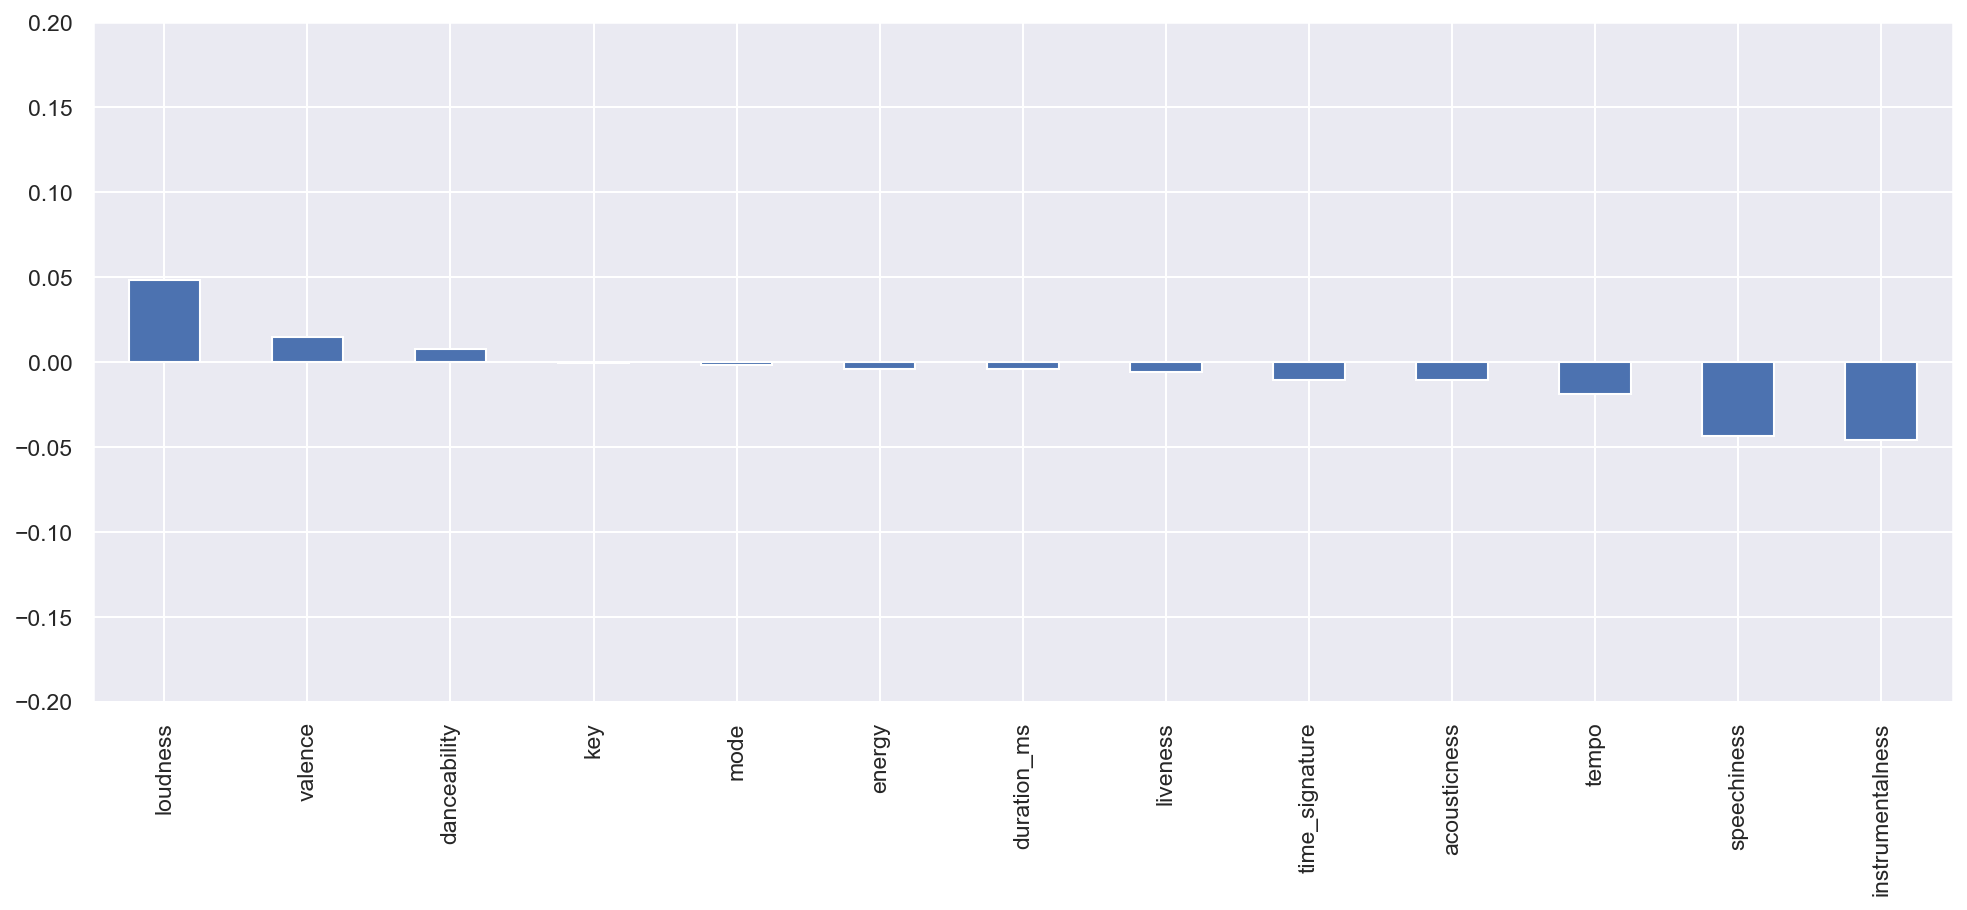 0.20
0.15
0.10
0.05
0.00
−0.05
−0.10
−0.15
−0.20
loudness
valence
danceability
key
mode
energy
duration_ms
liveness
time_signature
acousticness
tempo
speechiness
instrumentalness